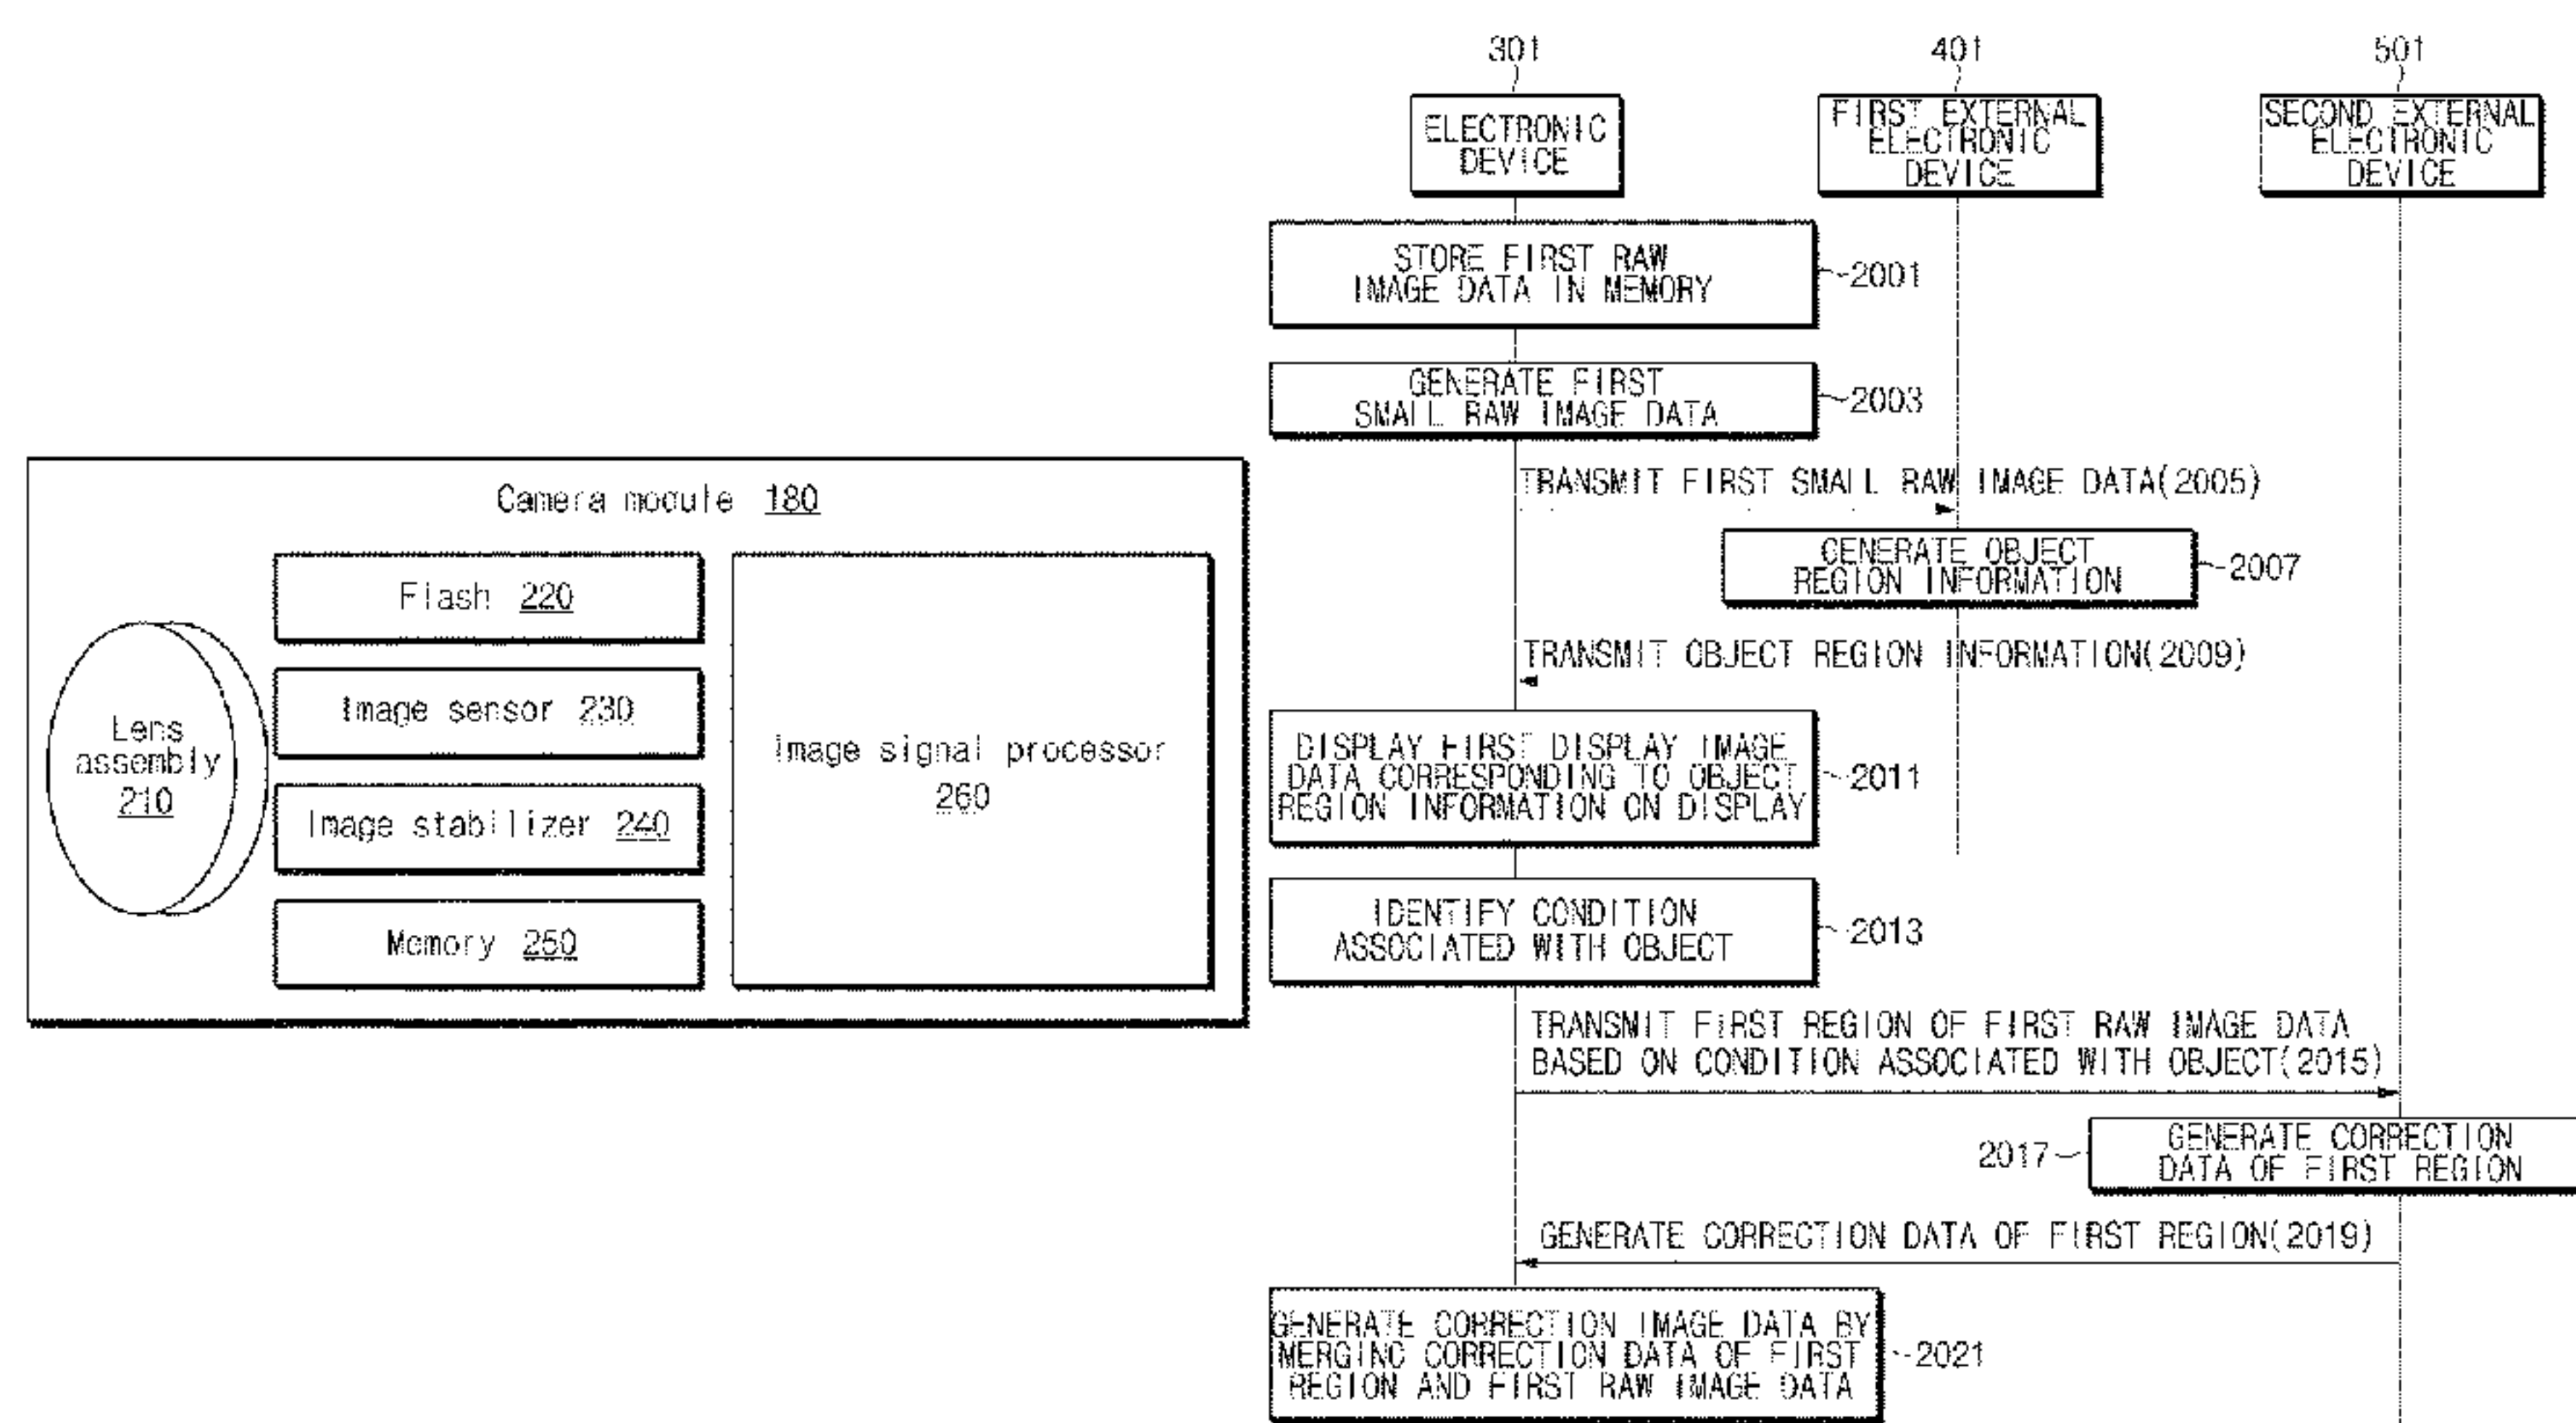 Camera module 180
Lens
assembly
210
Flash 220
Image sensor 230
Image stabilizer 240
Memory 250
Image signal processor
260
301
401
501
ELECTRONIC
DEVICE
FIRST EXTERNAL
ELECTRONIC
DEVICE
SECOND EXTERNAL
ELECTRONIC
DEVICE
STORE FIRST RAW
IMAGE DATA IN MEMORY
2001
GENERATE FIRST
SMALL RAW IMAGE DATA
2003
TRANSMIT FIRST SMALL RAW IMAGE DATA(2005)
GENERATE OBJECT
REGION INFORMATION
2007
TRANSMIT OBJECT REGION INFORMATION(2009)
DISPLAY FIRST DISPLAY IMAGE
DATA CORRESPONDING TO OBJECT
REGION INFORMATION ON DISPLAY
2011
IDENTIFY CONDITION
ASSOCIATED WITH OBJECT
2013
TRANSMIT FIRST REGION OF FIRST RAW IMAGE DATA
BASED ON CONDITION ASSOCIATED WITH OBJECT(2015)
2017
GENERATE CORRECTION
DATA OF FIRST REGION
GENERATE CORRECTION DATA OF FIRST REGION(2019)
GENERATE CORRECTION IMAGE DATA BY
MERGING CORRECTION DATA OF FIRST
REGION AND FIRST RAW IMAGE DATA
2021